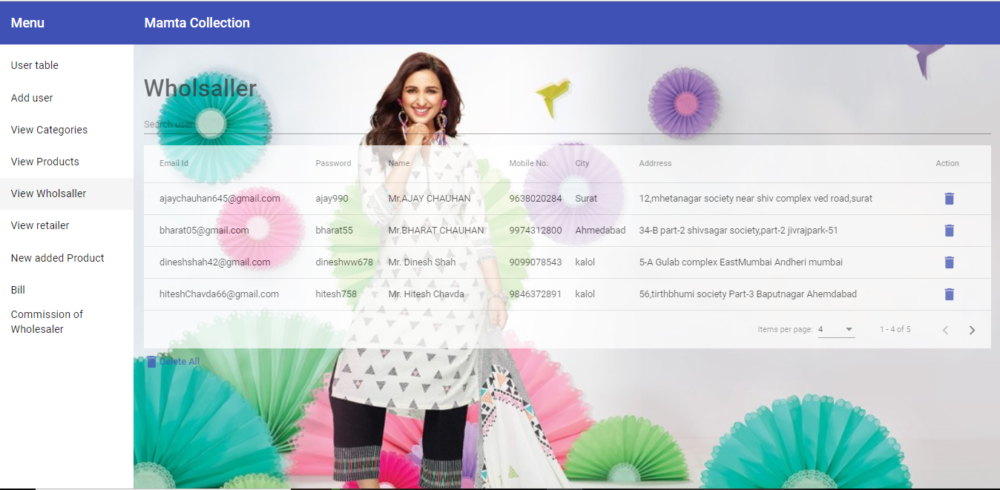 Menu
Mamta Collection
User table
Add user
View Categories
View Products
View Wholsaller
View retailer
New added Product
Bill
Commission of
Wholesaler
Wholsaller
Search user
Email Id Password Name Mobile No. City Addrress Action
ajaychauhan645@gmail.com ajay990 Mr.AJAY CHAUHAN 9638020284 Surat 12,mhetanagar society near shiv complex ved road,surat
bharat05@gmail.com bharat55 Mr.BHARAT CHAUHAN 9974312800 Ahmedabad 34-B part-2 shivsagar society,part-2 jivrajpark-51
dineshshah42@gmail.com dineshww678 Mr. Dinesh Shah 9099078543 kalol 5-A Gulab complex EastMumbai Andheri mumbai
hiteshChavda66@gmail.com hitesh758 Mr. Hitesh Chavda 9846372891 kalol 56,tirthbhumi society Part-3 Baputnagar Ahemdabad
Items per page: 4 1 - 4 of 5
Delete All